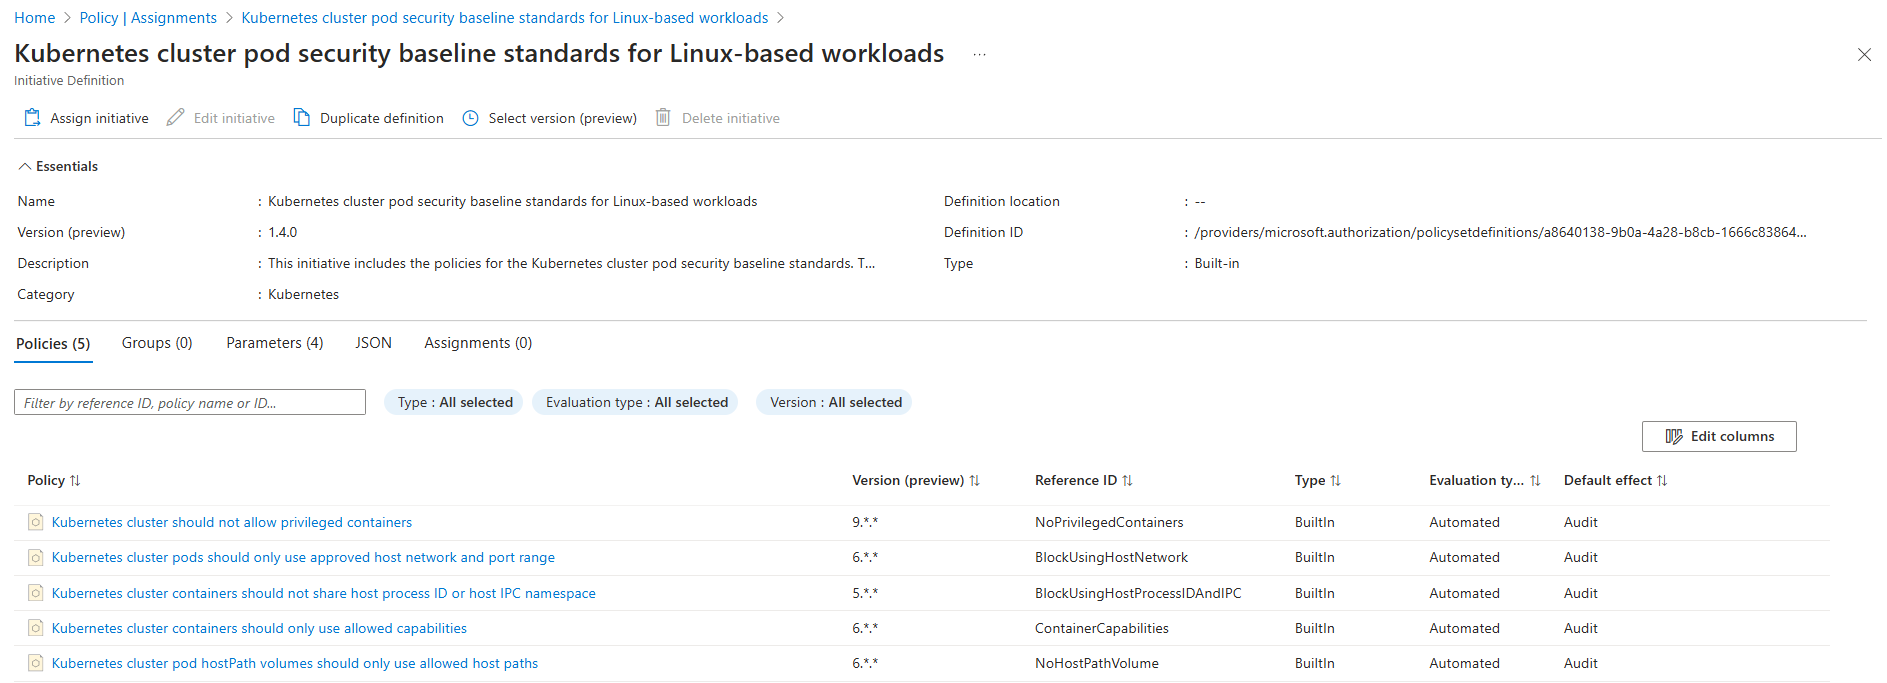 Home > Policy | Assignments > Kubernetes cluster pod security baseline standards for Linux-based workloads >
Kubernetes cluster pod security baseline standards for Linux-based workloads ...
Initiative Definition
Assign initiative Edit initiative Duplicate definition Select version (preview) Delete initiative
Essentials
Name : Kubernetes cluster pod security baseline standards for Linux-based workloads Definition location : --
Version (preview) : 1.4.0 Definition ID : /providers/microsoft.authorization/policysetdefinitions/a8640138-9b0a-4a28-b8cb-1666c83864...
Description : This initiative includes the policies for the Kubernetes cluster pod security baseline standards. T... Type : Built-in
Category : Kubernetes
Policies (5) Groups (0) Parameters (4) JSON Assignments (0)
Filter by reference ID, policy name or ID... Type : All selected Evaluation type : All selected Version : All selected
Edit columns
Policy Version (preview) Reference ID Type Evaluation ty... Default effect
Kubernetes cluster should not allow privileged containers 9.*.* NoPrivilegedContainers BuiltIn Automated Audit
Kubernetes cluster pods should only use approved host network and port range 6.*.* BlockUsingHostNetwork BuiltIn Automated Audit
Kubernetes cluster containers should not share host process ID or host IPC namespace 5.*.* BlockUsingHostProcessIDAndIPC BuiltIn Automated Audit
Kubernetes cluster containers should only use allowed capabilities 6.*.* ContainerCapabilities BuiltIn Automated Audit
Kubernetes cluster pod hostPath volumes should only use allowed host paths 6.*.* NoHostPathVolume BuiltIn Automated Audit